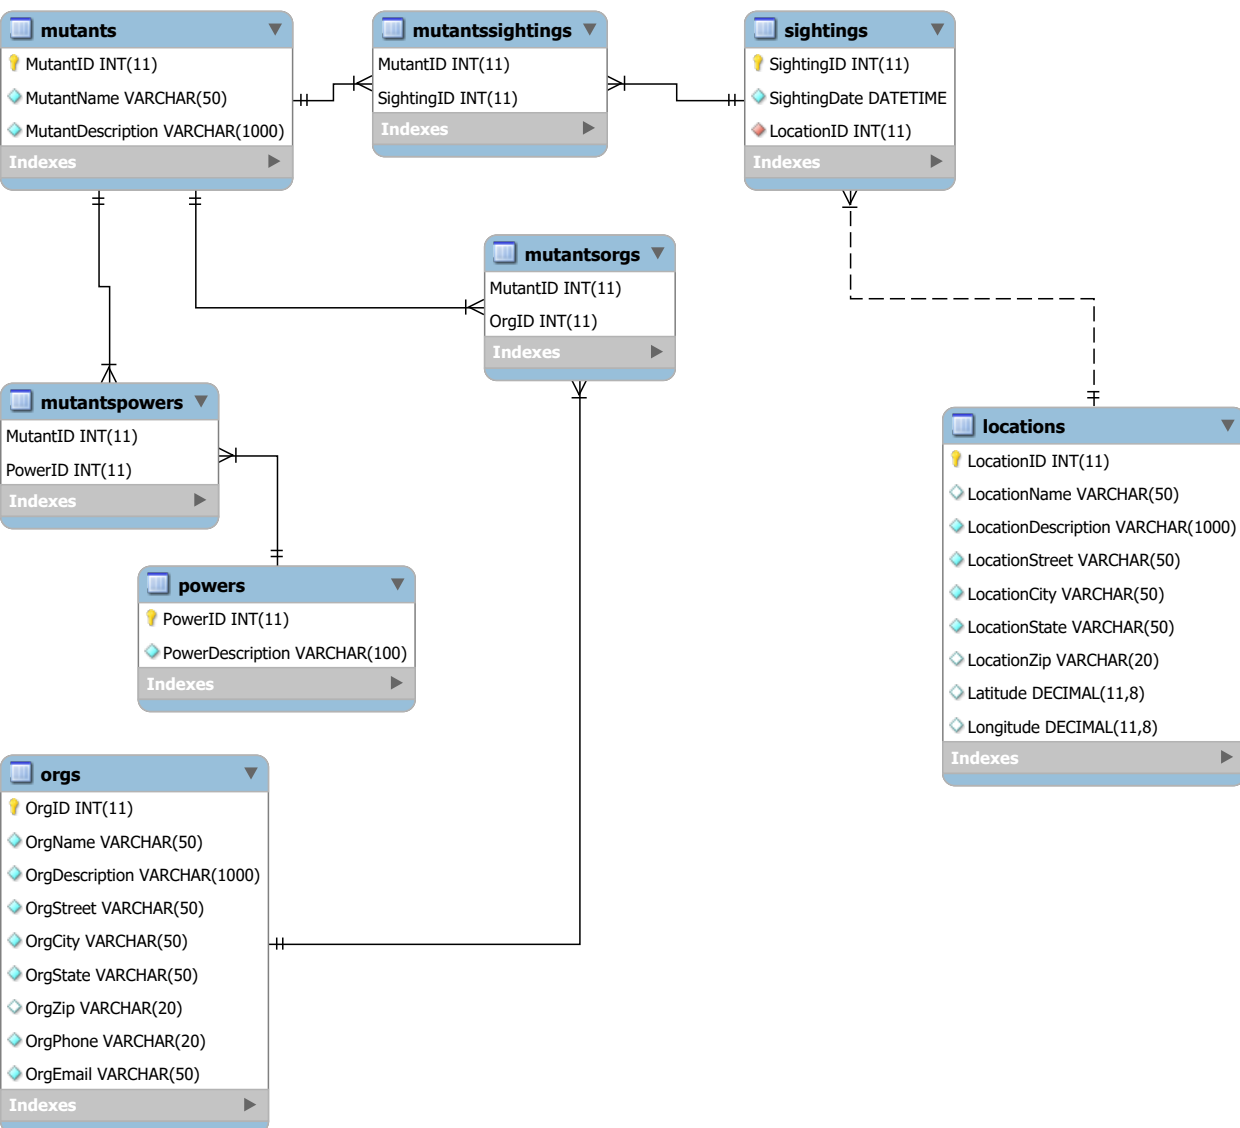 mutants
MutantID INT(11)
MutantName VARCHAR(50)
MutantDescription VARCHAR(1000)
Indexes
mutantssightings
MutantID INT(11)
SightingID INT(11)
Indexes
sightings
SightingID INT(11)
SightingDate DATETIME
LocationID INT(11)
Indexes
mutantsorgs
MutantID INT(11)
OrgID INT(11)
Indexes
mutantspowers
MutantID INT(11)
PowerID INT(11)
Indexes
locations
LocationID INT(11)
LocationName VARCHAR(50)
LocationDescription VARCHAR(1000)
LocationStreet VARCHAR(50)
LocationCity VARCHAR(50)
LocationState VARCHAR(50)
LocationZip VARCHAR(20)
Latitude DECIMAL(11,8)
Longitude DECIMAL(11,8)
Indexes
powers
PowerID INT(11)
PowerDescription VARCHAR(100)
Indexes
orgs
OrgID INT(11)
OrgName VARCHAR(50)
OrgDescription VARCHAR(1000)
OrgStreet VARCHAR(50)
OrgCity VARCHAR(50)
OrgState VARCHAR(50)
OrgZip VARCHAR(20)
OrgPhone VARCHAR(20)
OrgEmail VARCHAR(50)
Indexes